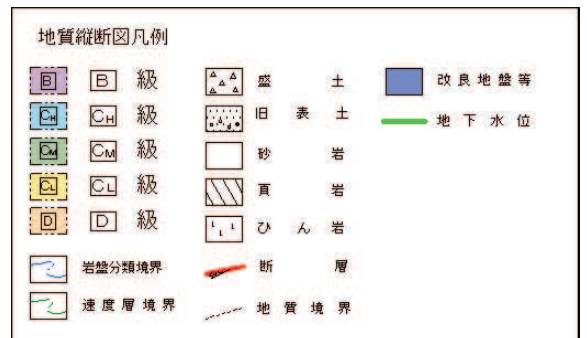 地質縦断図凡例
B B 級
CH CH 級
CM CM 級
CL CL 級
D D 級
岩盤分類境界
速度層境界
盛土
旧表土
砂岩
頁岩
ひん岩
断層
地質境界
改良地盤等
地下水位